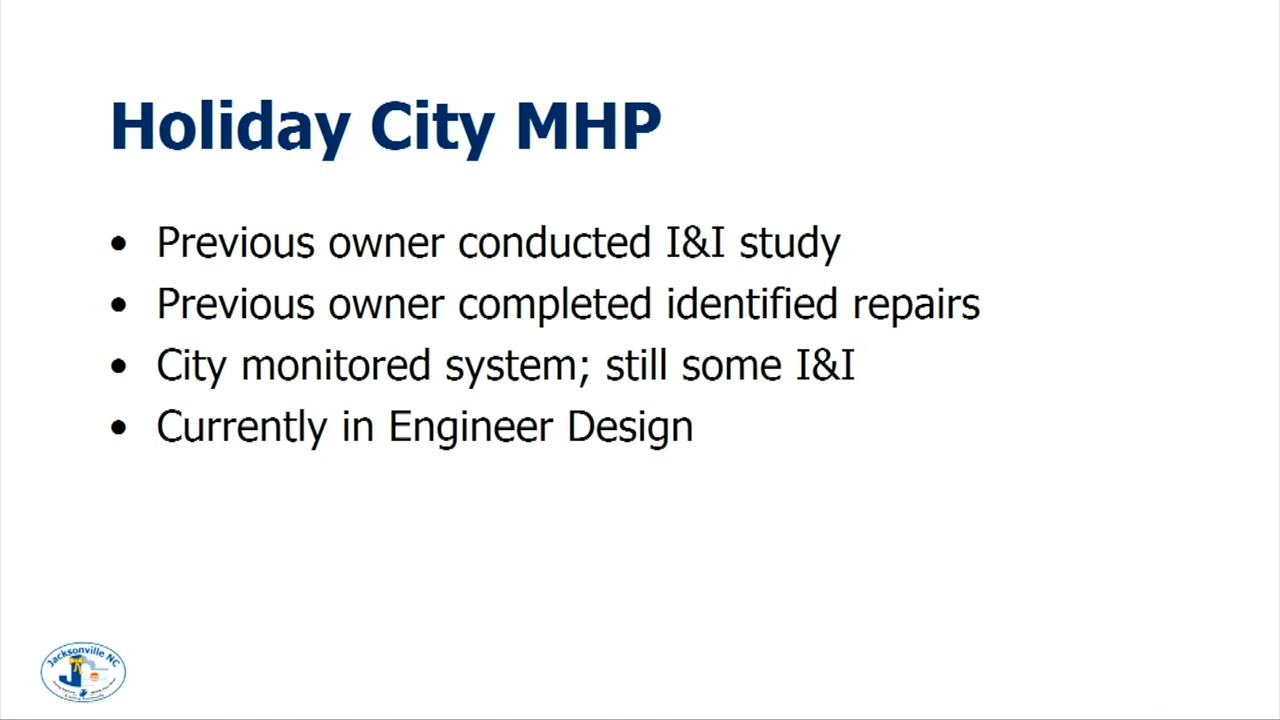 Holiday City MHP
• Previous owner conducted I&I study
• Previous owner completed identified repairs
• City monitored system; still some I&I
• Currently in Engineer Design
Jacksonville NC